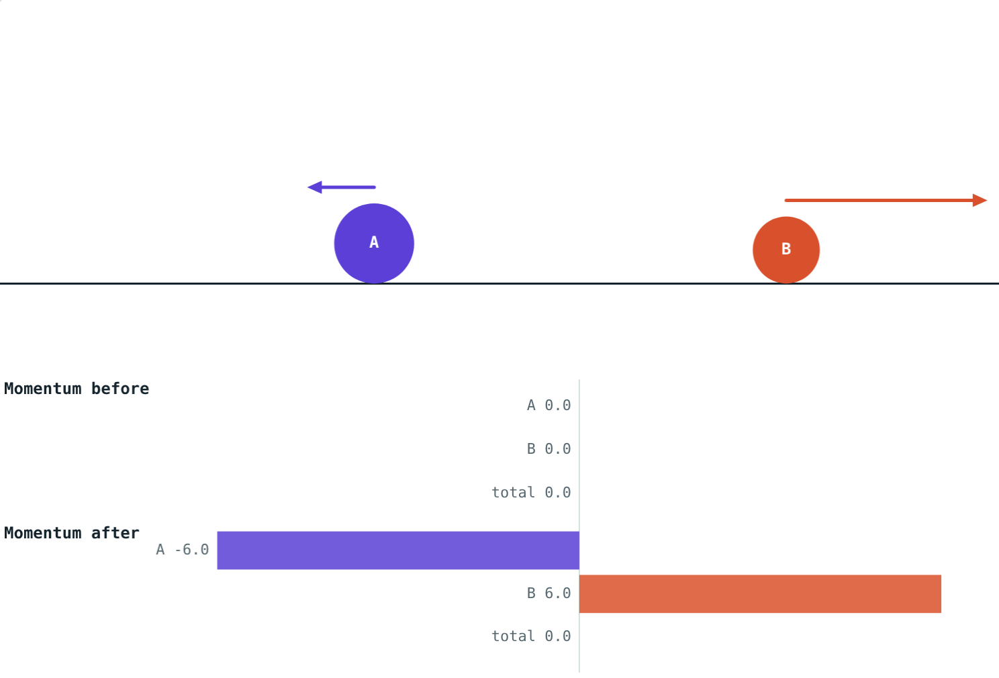 A
B
Momentum before
A 0.0
B 0.0
total 0.0
Momentum after
A -6.0
B 6.0
total 0.0